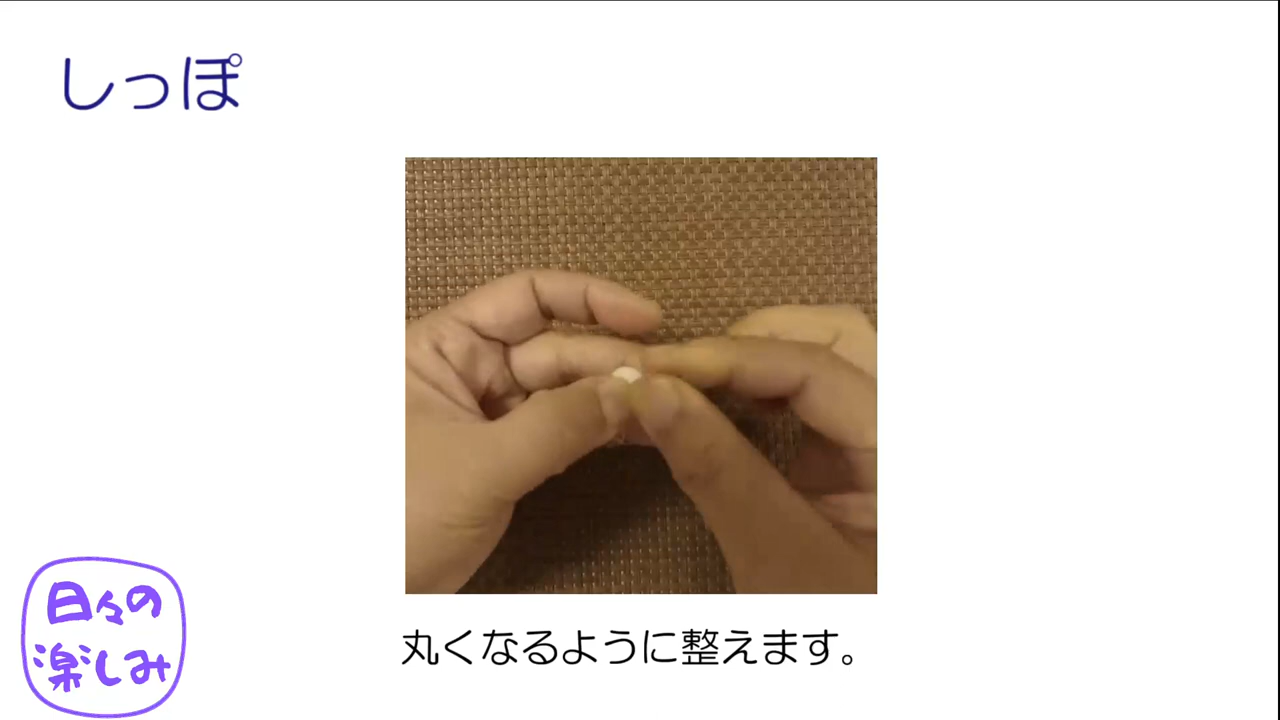 しっぽ
丸くなるように整えます。
日々の
楽しみ